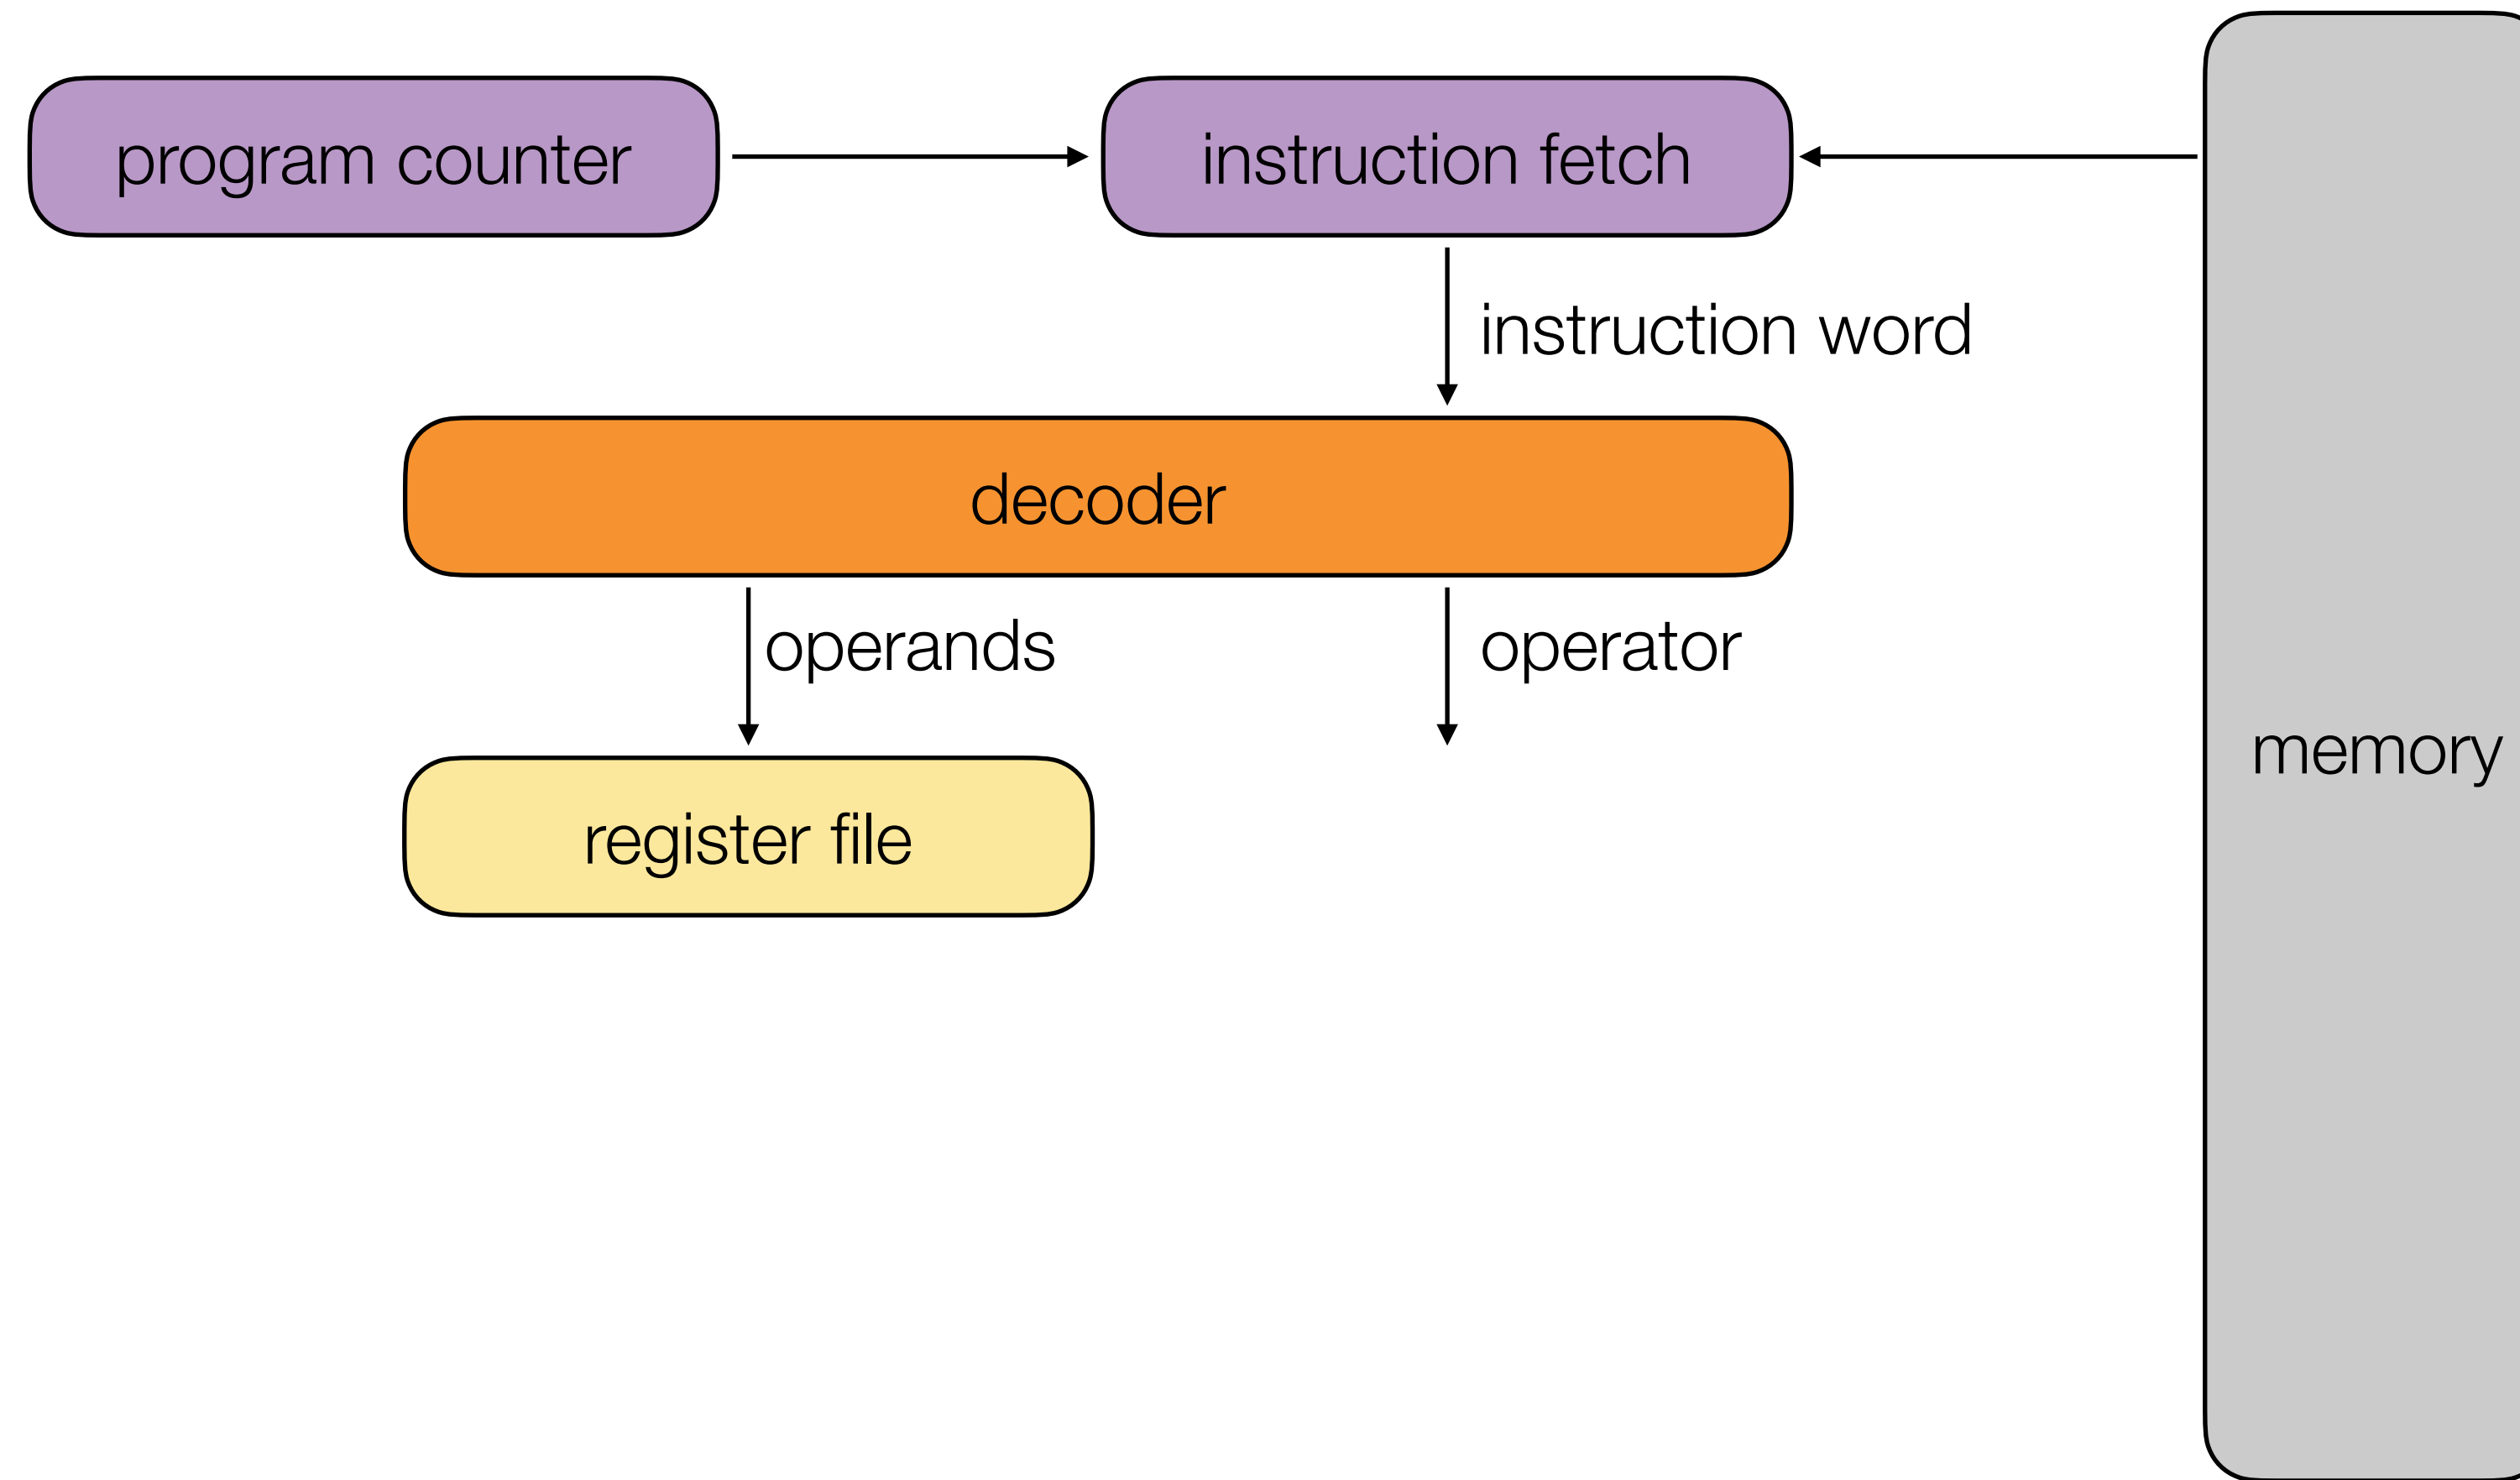 program counter
instruction fetch
instruction word
decoder
operands
operator
memory
register file